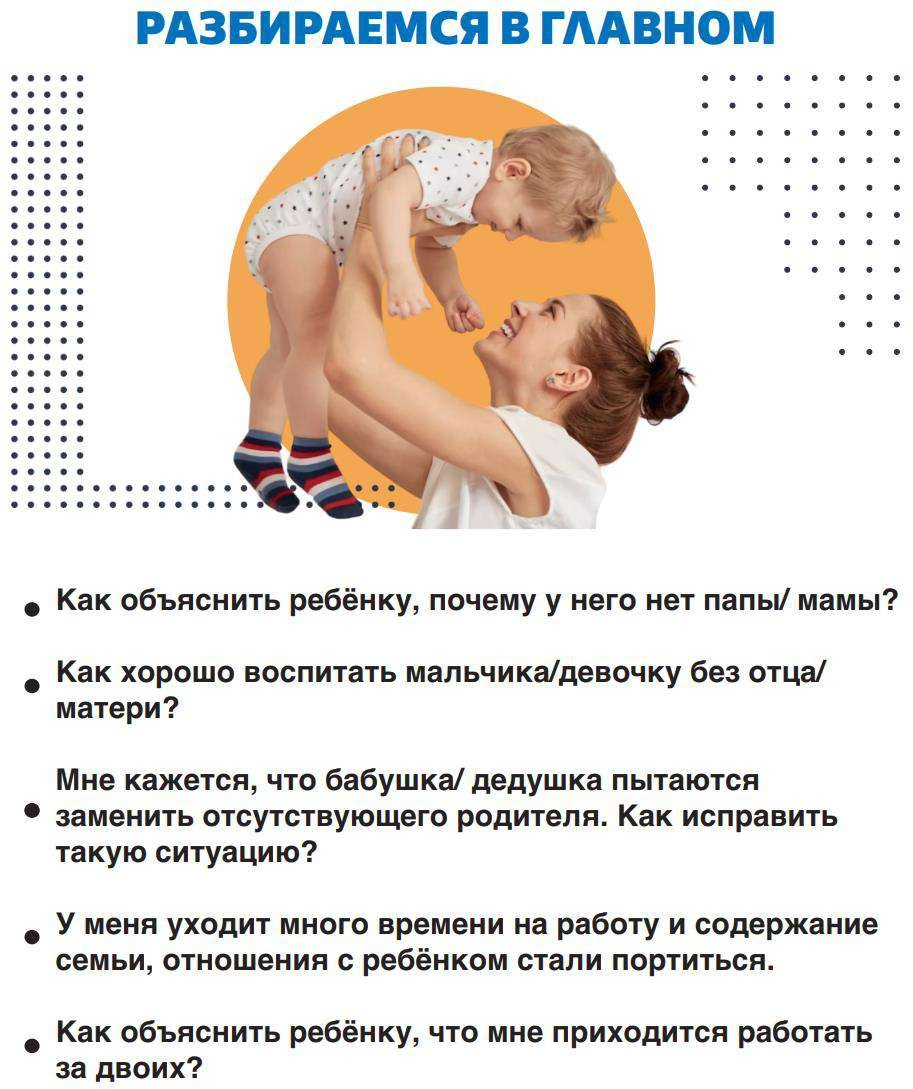 РАЗБИРАЕМСЯ В ГЛАВНОМ
• Как объяснить ребёнку, почему у него нет папы/ мамы?
• Как хорошо воспитать мальчика/девочку без отца/
матери?
Мне кажется, что бабушка/ дедушка пытаются
• заменить отсутствующего родителя. Как исправить
такую ситуацию?
• У меня уходит много времени на работу и содержание
семьи, отношения с ребёнком стали портиться.
• Как объяснить ребёнку, что мне приходится работать
за двоих?